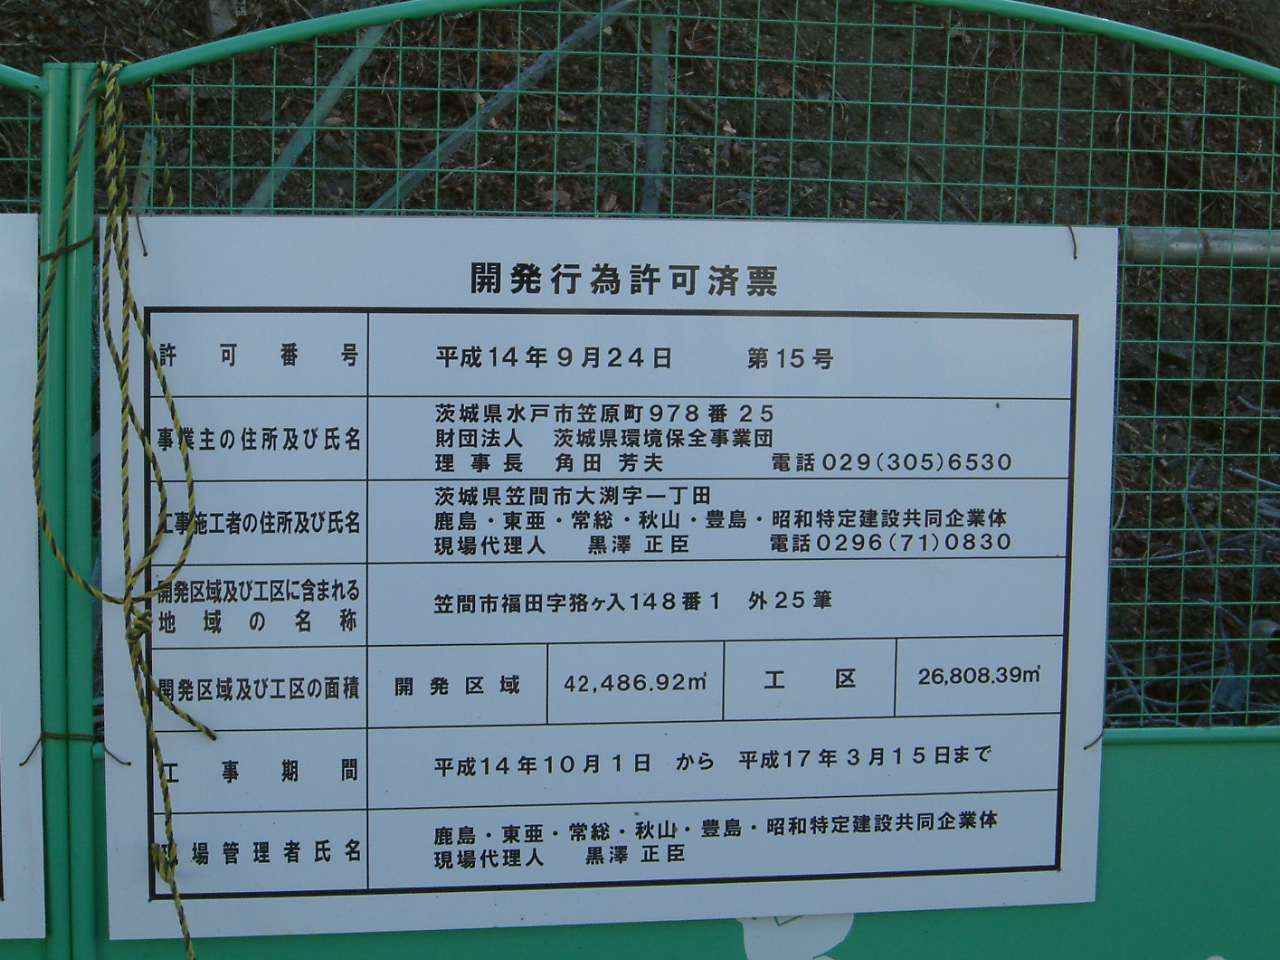 開発行為許可済票
許可番号 平成14年9月24日 第15号
事業主の住所及び氏名
茨城県水戸市笠原町978番25
財団法人 茨城県環境保全事業団
理事長 角田 芳夫 電話029(305)6530
工事施工者の住所及び氏名
茨城県笠間市大渕字一丁田
鹿島・東亜・常総・秋山・豊島・昭和特定建設共同企業体
現場代理人 黒澤 正臣 電話0296(71)0830
開発区域及び工区に含まれる
地域の名称
笠間市福田字 ヶ入148番1 外25筆
開発区域及び工区の面積 開発区域 42,486.92㎡ 工区 26,808.39㎡
工事期間 平成14年10月1日 から 平成17年3月15日まで
現場管理者氏名
鹿島・東亜・常総・秋山・豊島・昭和特定建設共同企業体
現場代理人 黒澤 正臣